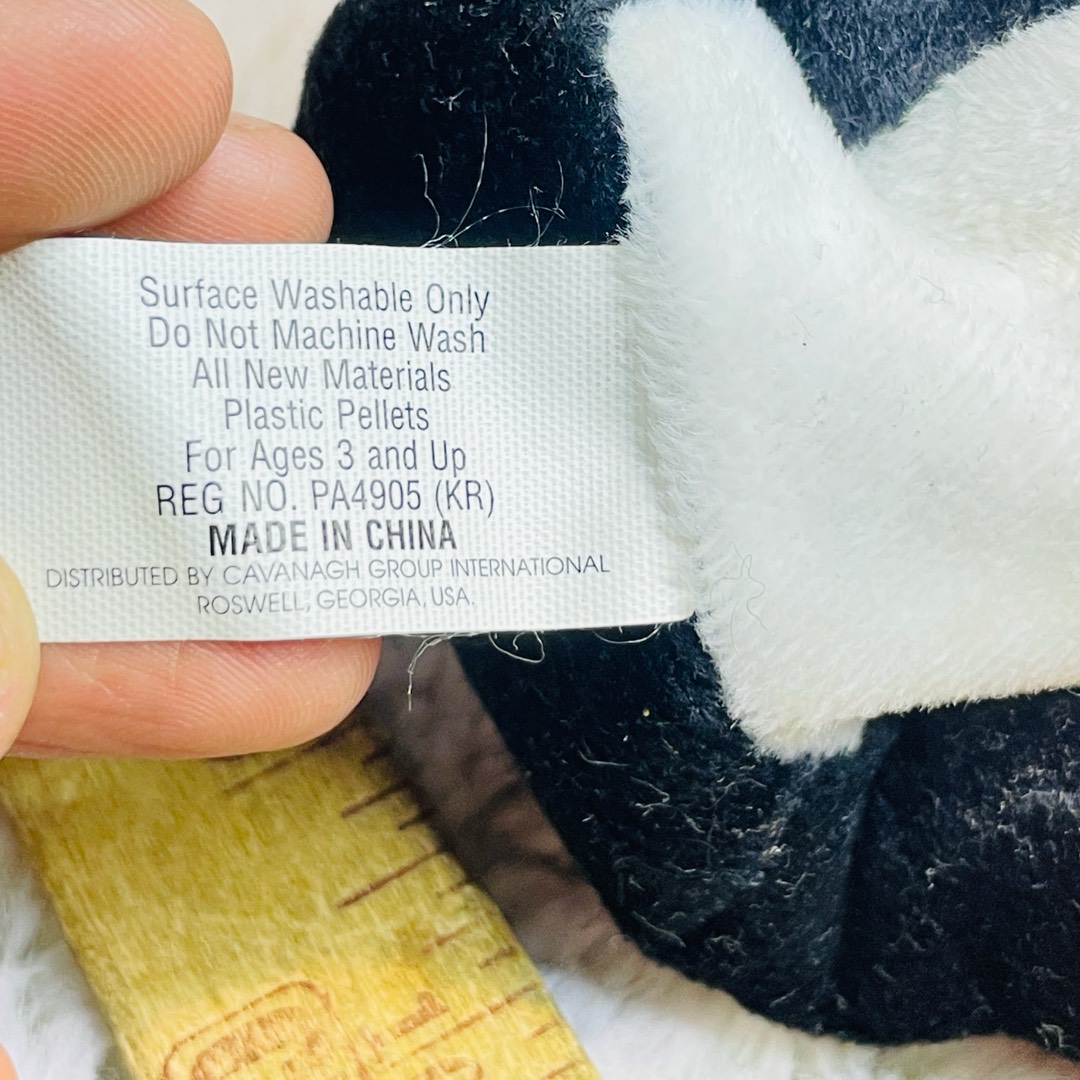 Surface Washable Only
Do Not Machine Wash
All New Materials
Plastic Pellets
For Ages 3 and Up
REG NO. PA4905 (KR)
MADE IN CHINA
DISTRIBUTED BY CAVANAGH GROUP INTERNATIONAL
ROSWELL, GEORGIA, USA.